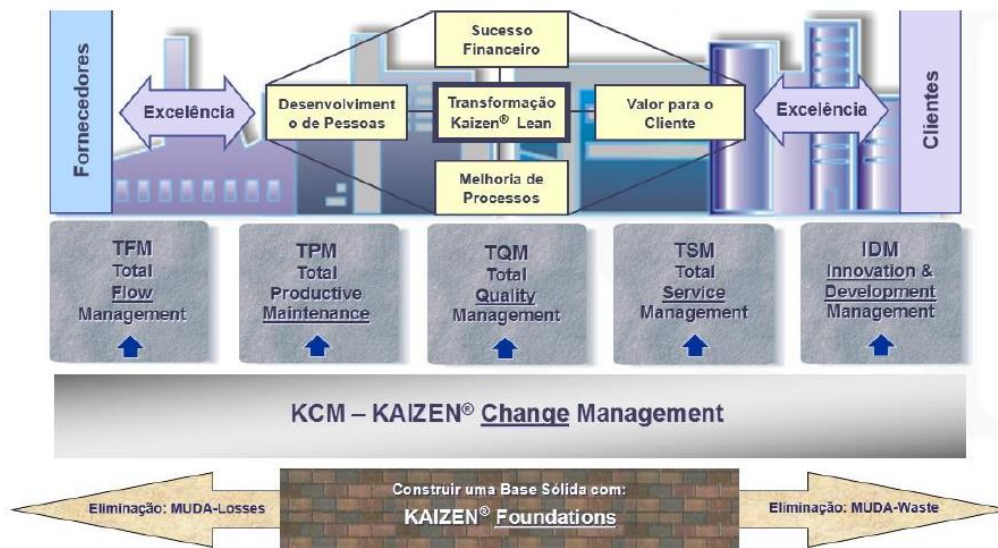 Fornecedores
Excelência
Sucesso
Financeiro
Desenvolviment
o de Pessoas
Transformação
Kaizen® Lean
Valor para o
Cliente
Melhoria de
Processos
Excelência
Clientes
TFM
Total
Flow
Management
TPM
Total
Productive
Maintenance
TQM
Total
Quality
Management
TSM
Total
Service
Management
IDM
Innovation &
Development
Management
KCM – KAIZEN® Change Management
Eliminação: MUDA-Losses
Construir uma Base Sólida com:
KAIZEN® Foundations
Eliminação: MUDA-Waste